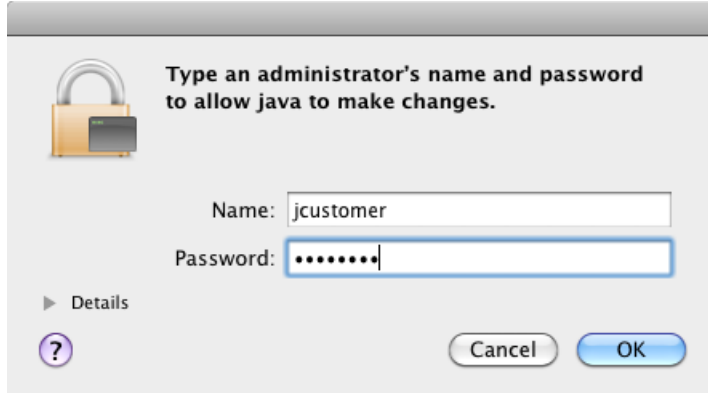 Type an administrator's name and password
to allow java to make changes.
Name: jcustomer
Password: ••••••••
Details
?
Cancel OK